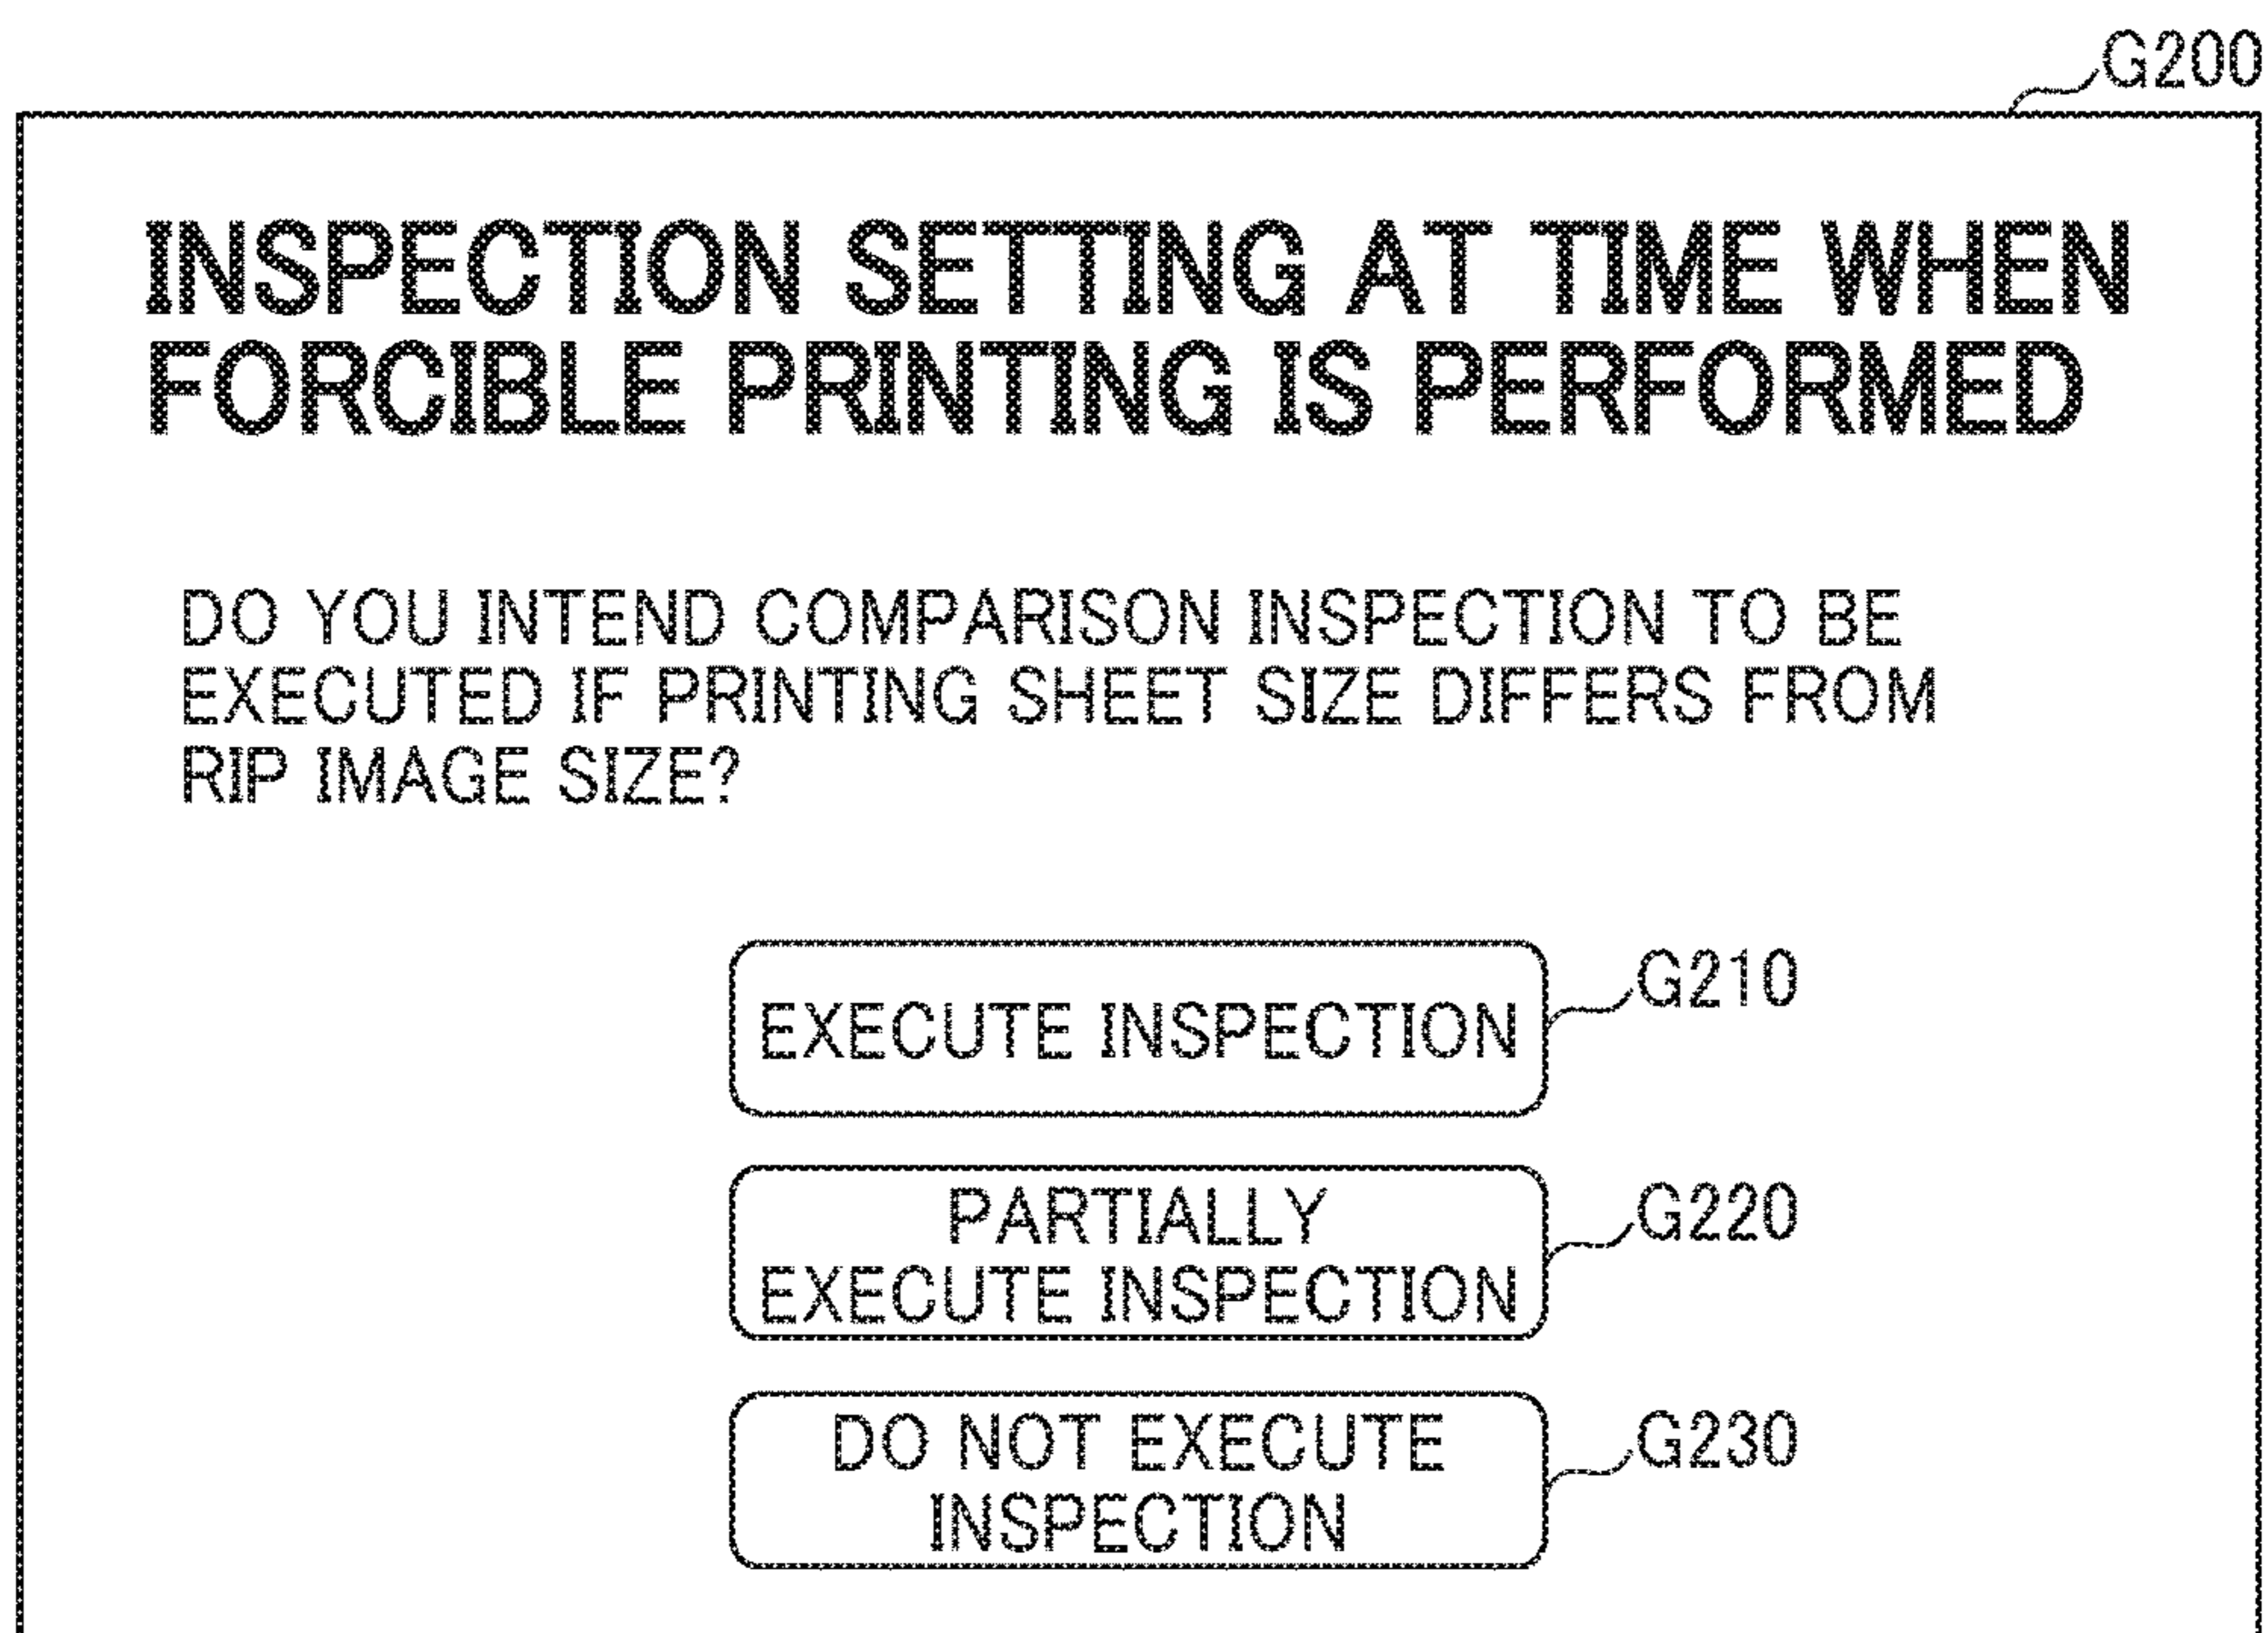 G200
INSPECTION SETTING AT TIME WHEN
FORCIBLE PRINTING IS PERFORMED
DO YOU INTEND COMPARISON INSPECTION TO BE
EXECUTED IF PRINTING SHEET SIZE DIFFERS FROM
RIP IMAGE SIZE?
EXECUTE INSPECTION
G210
PARTIALLY
EXECUTE INSPECTION
G220
DO NOT EXECUTE
INSPECTION
G230